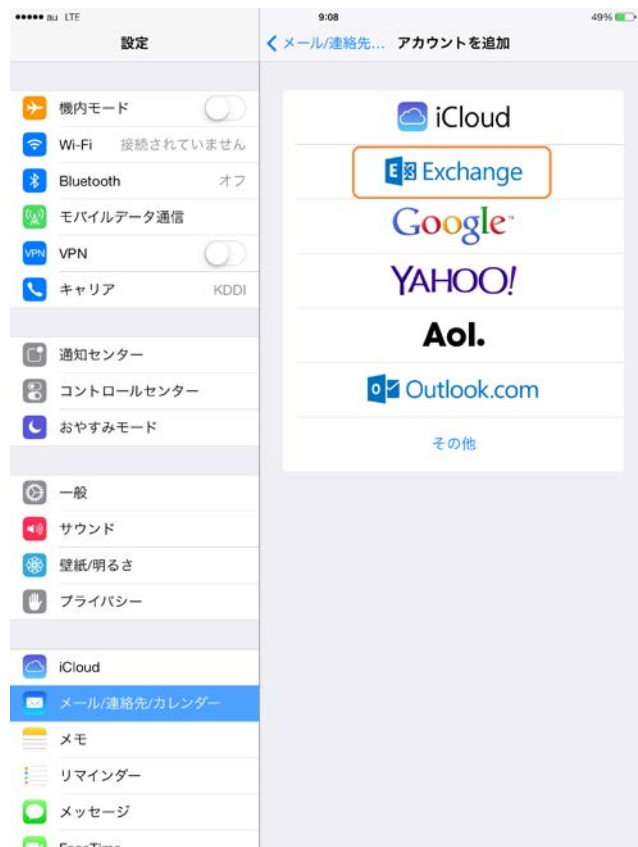 au LTE
9:08
49%
設定
メール/連絡先...
アカウントを追加
機内モード
Wi-Fi 接続されていません
Bluetooth オフ
モバイルデータ通信
VPN VPN
キャリア KDDI
通知センター
コントロールセンター
おやすみモード
一般
サウンド
壁紙/明るさ
プライバシー
iCloud
メール/連絡先/カレンダー
メモ
リマインダー
メッセージ
FaceTime
iCloud
Exchange
Google
YAHOO!
Aol.
Outlook.com
その他